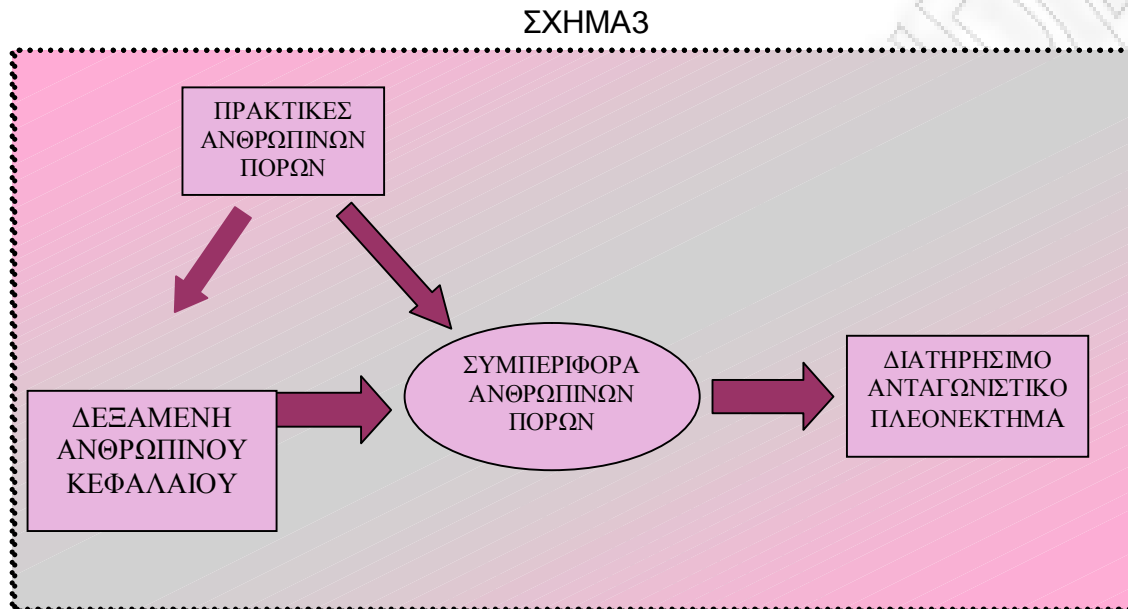 ΣΧΗΜΑ3
ΠΡΑΚΤΙΚΕΣ
ΑΝΘΡΩΠΙΝΩΝ
ΠΟΡΩΝ
ΔΕΞΑΜΕΝΗ
ΑΝΘΡΩΠΙΝΟΥ
ΚΕΦΑΛΑΙΟΥ
ΣΥΜΠΕΡΙΦΟΡΑ
ΑΝΘΡΩΠΙΝΩΝ
ΠΟΡΩΝ
ΔΙΑΤΗΡΗΣΙΜΟ
ΑΝΤΑΓΩΝΙΣΤΙΚΟ
ΠΛΕΟΝΕΚΤΗΜΑ